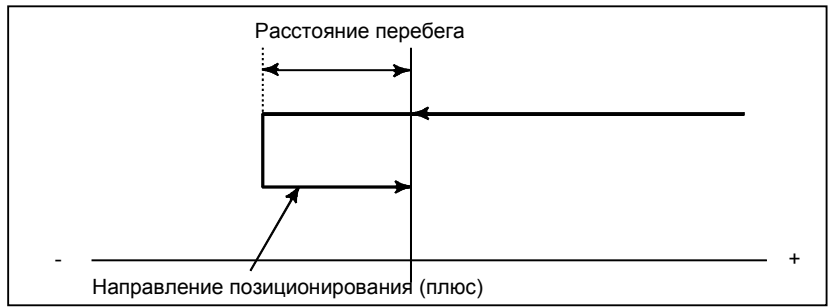 Расстояние перебега
- +
Направление позиционирования (плюс)